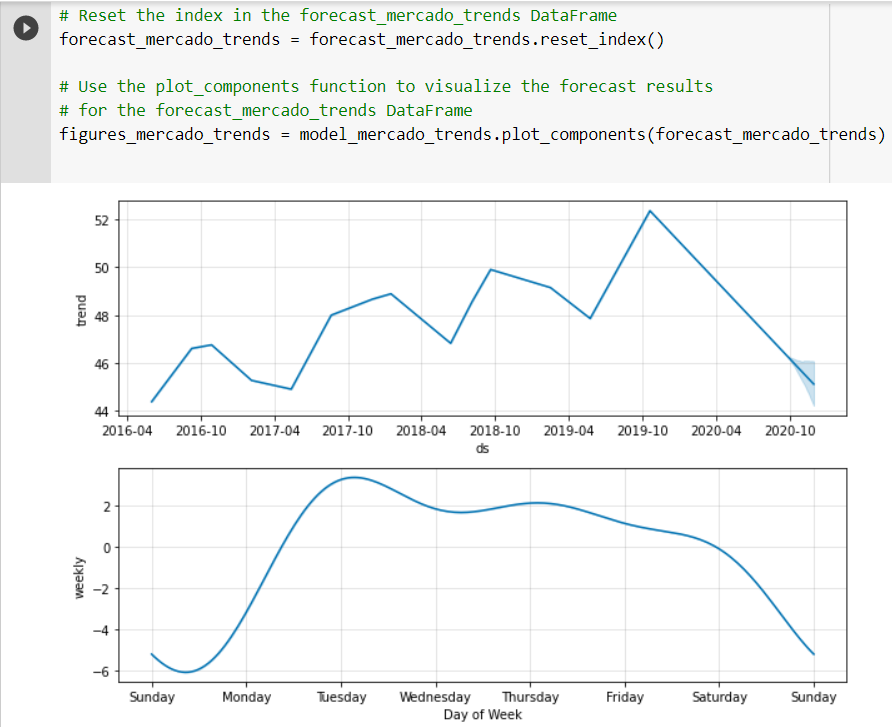 # Reset the index in the forecast_mercado_trends DataFrame
forecast_mercado_trends = forecast_mercado_trends.reset_index()
# Use the plot_components function to visualize the forecast results
# for the forecast_mercado_trends DataFrame
figures_mercado_trends = model_mercado_trends.plot_components(forecast_mercado_trends)
52
50
48
46
44
trend
2016-04 2016-10 2017-04 2017-10 2018-04 2018-10 2019-04 2019-10 2020-04 2020-10
ds
2
0
−2
−4
−6
weekly
Sunday Monday Tuesday Wednesday Thursday Friday Saturday Sunday
Day of Week